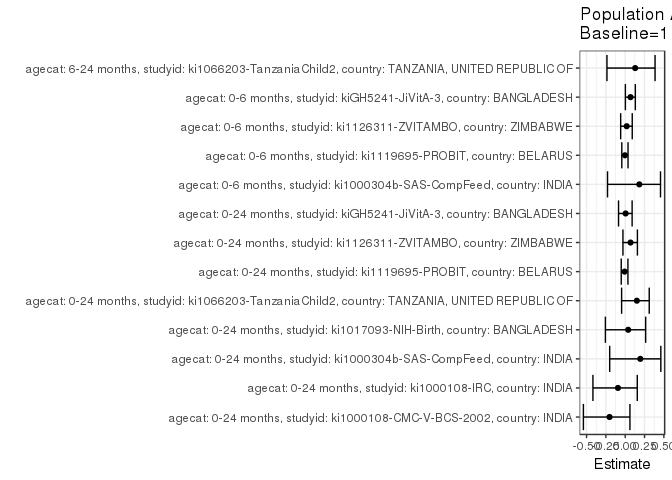 Population
Baseline=1
agecat: 6-24 months, studyid: ki1066203-TanzaniaChild2, country: TANZANIA, UNITED REPUBLIC OF
agecat: 0-6 months, studyid: kiGH5241-JiVitA-3, country: BANGLADESH
agecat: 0-6 months, studyid: ki1126311-ZVITAMBO, country: ZIMBABWE
agecat: 0-6 months, studyid: ki1119695-PROBIT, country: BELARUS
agecat: 0-6 months, studyid: ki1000304b-SAS-CompFeed, country: INDIA
agecat: 0-24 months, studyid: kiGH5241-JiVitA-3, country: BANGLADESH
agecat: 0-24 months, studyid: ki1126311-ZVITAMBO, country: ZIMBABWE
agecat: 0-24 months, studyid: ki1119695-PROBIT, country: BELARUS
agecat: 0-24 months, studyid: ki1066203-TanzaniaChild2, country: TANZANIA, UNITED REPUBLIC OF
agecat: 0-24 months, studyid: ki1017093-NIH-Birth, country: BANGLADESH
agecat: 0-24 months, studyid: ki1000304b-SAS-CompFeed, country: INDIA
agecat: 0-24 months, studyid: ki1000108-IRC, country: INDIA
agecat: 0-24 months, studyid: ki1000108-CMC-V-BCS-2002, country: INDIA
-0.50 -0.25 0.00 0.25 0.50
Estimate